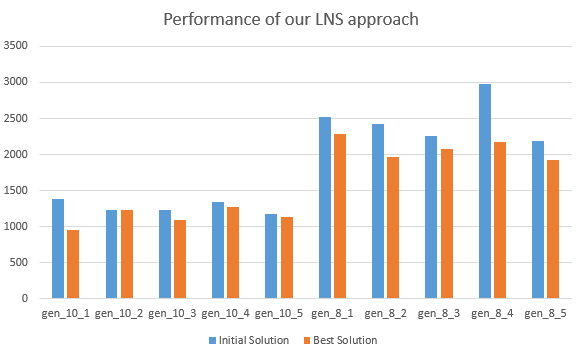 Performance of our LNS approach
3500
3000
2500
2000
1500
1000
500
0
gen_10_1 gen_10_2 gen_10_3 gen_10_4 gen_10_5 gen_8_1 gen_8_2 gen_8_3 gen_8_4 gen_8_5
Initial Solution Best Solution